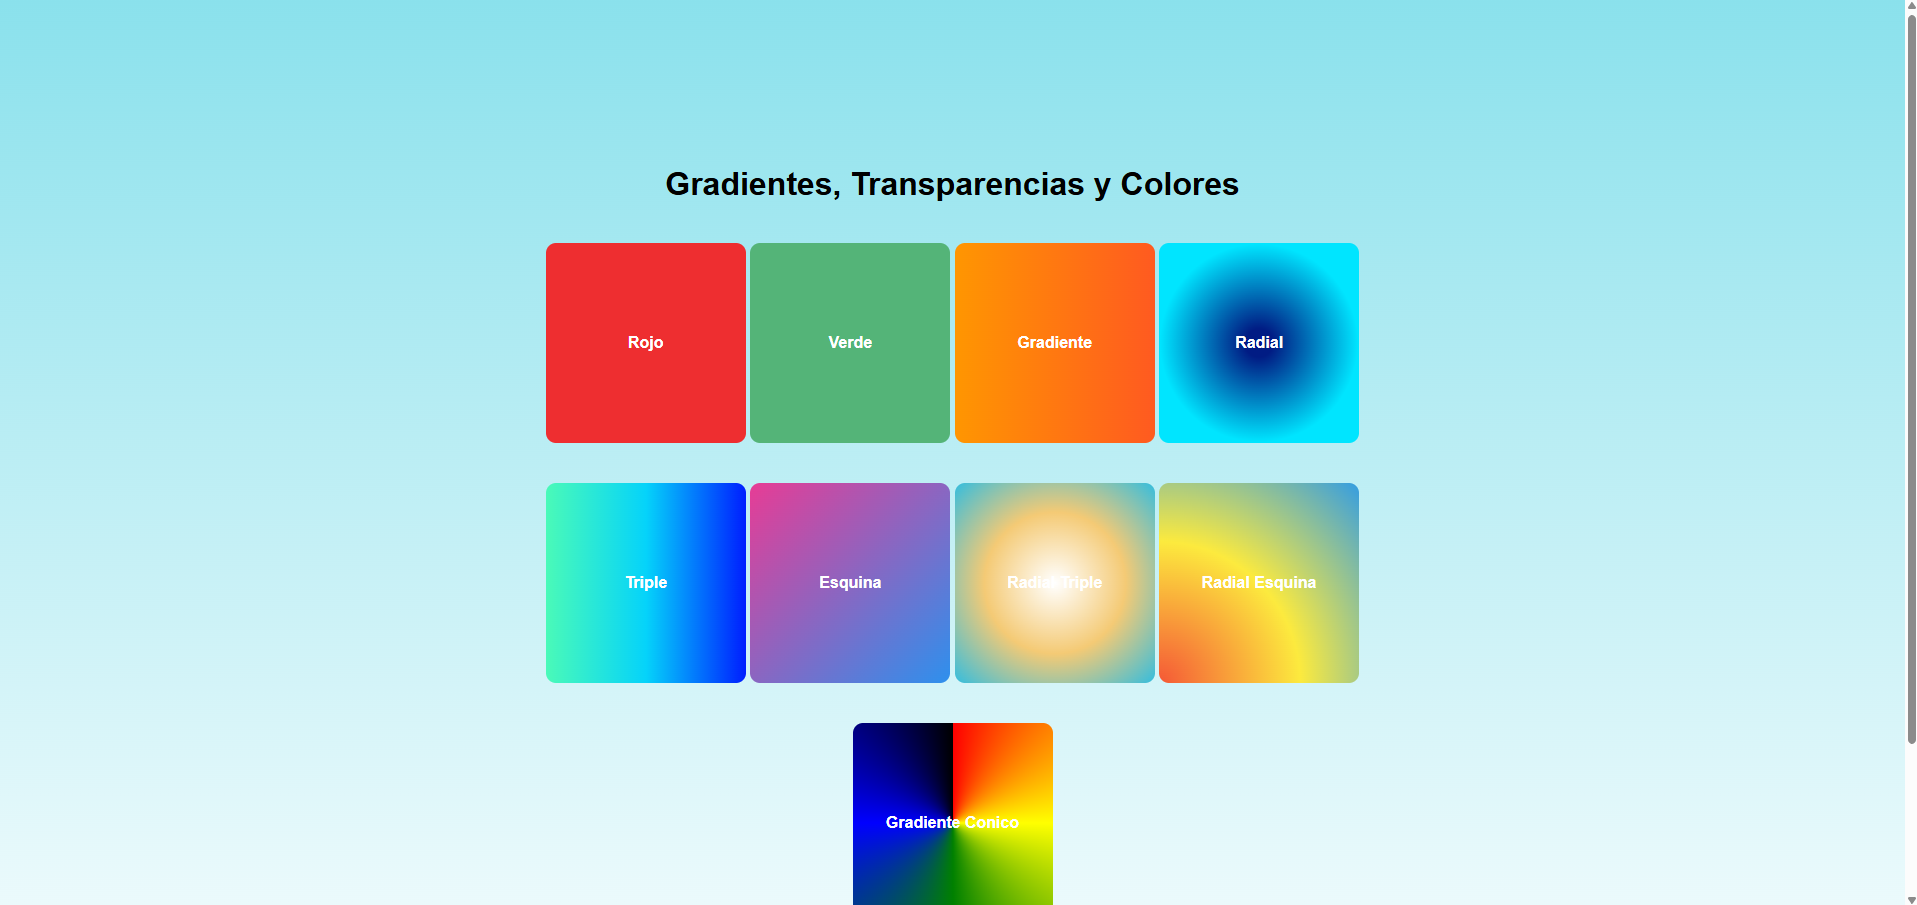 Gradientes, Transparencias y Colores
Rojo
Verde
Gradiente
Radial
Triple
Esquina
Radial Triple
Radial Esquina
Gradiente Conico